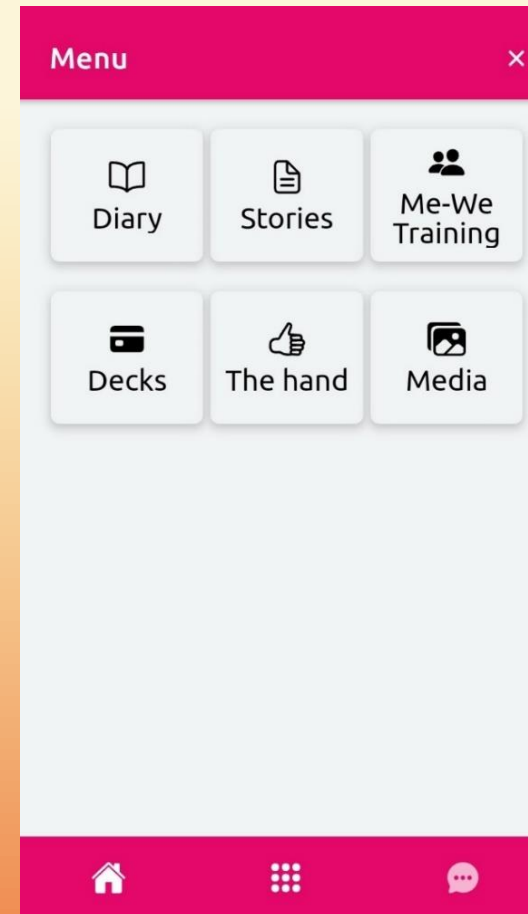 Menu
Diary
Stories
Me-We
Training
Decks
The hand
Media